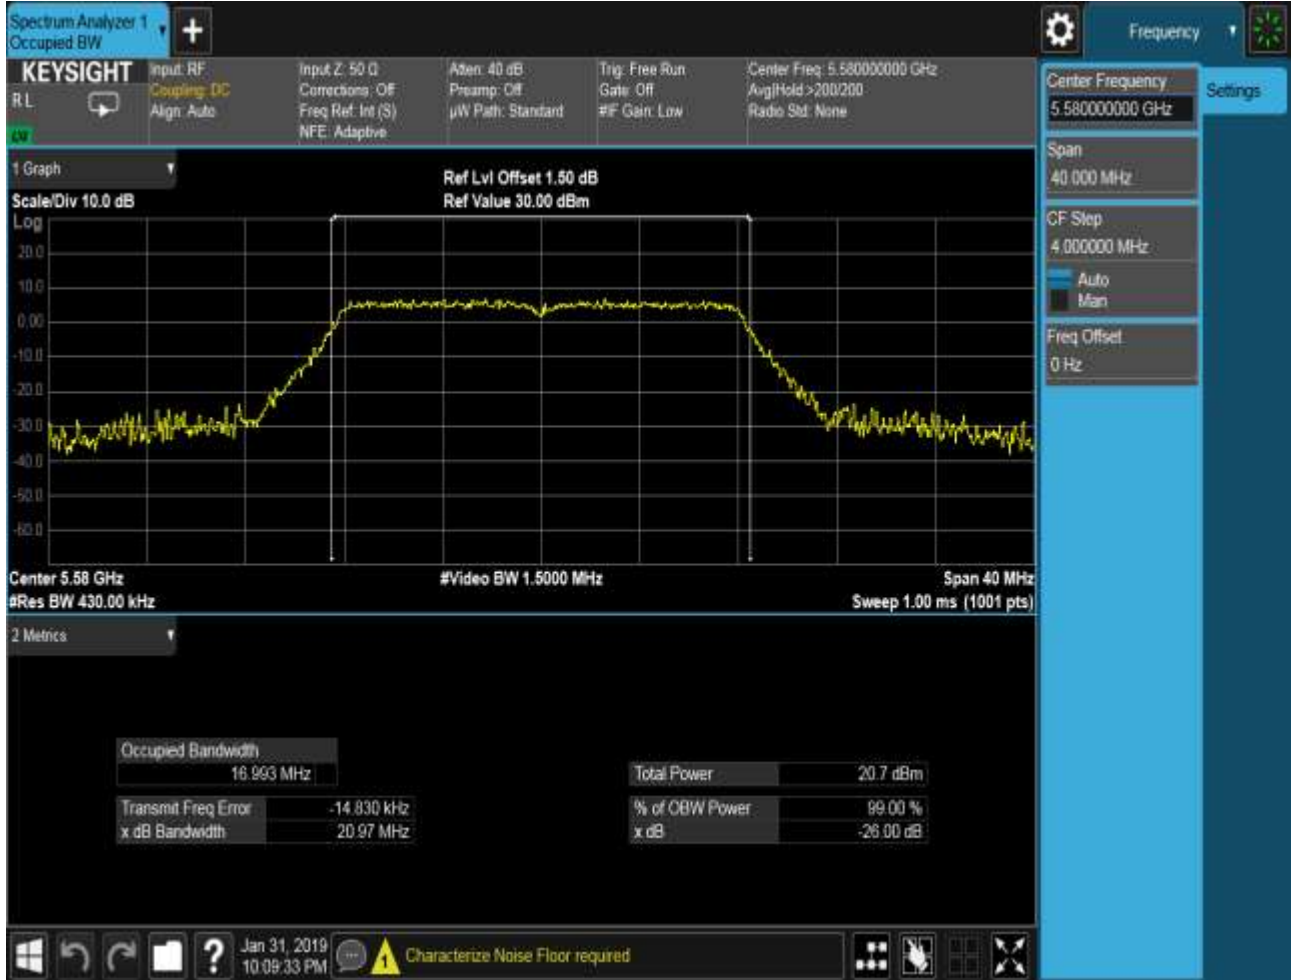 Spectrum Analyzer 1
Occupied BW
+
Frequency
KEYSIGHT
R L
LXI
Input: RF
Coupling: DC
Align: Auto
Input Z: 50 Ω
Corrections: Off
Freq Ref: Int (S)
NFE: Adaptive
Atten: 40 dB
Preamp: Off
µW Path: Standard
Trig: Free Run
Gate: Off
#IF Gain: Low
Center Freq: 5.580000000 GHz
Avg|Hold:>200/200
Radio Std: None
Center Frequency
5.580000000 GHz
Settings
Span
40.000 MHz
CF Step
4.000000 MHz
Auto
Man
Freq Offset
0 Hz
1 Graph
Scale/Div 10.0 dB
Ref Lvl Offset 1.50 dB
Ref Value 30.00 dBm
Log
20.0
10.0
0.00
-10.0
-20.0
-30.0
-40.0
-50.0
-60.0
Center 5.58 GHz
#Res BW 430.00 kHz
#Video BW 1.5000 MHz
Span 40 MHz
Sweep 1.00 ms (1001 pts)
2 Metrics
Occupied Bandwidth
16.993 MHz
Transmit Freq Error -14.830 kHz
x dB Bandwidth 20.97 MHz
Total Power 20.7 dBm
% of OBW Power 99.00 %
x dB -26.00 dB
?
Jan 31, 2019
10:09:33 PM
1
Characterize Noise Floor required